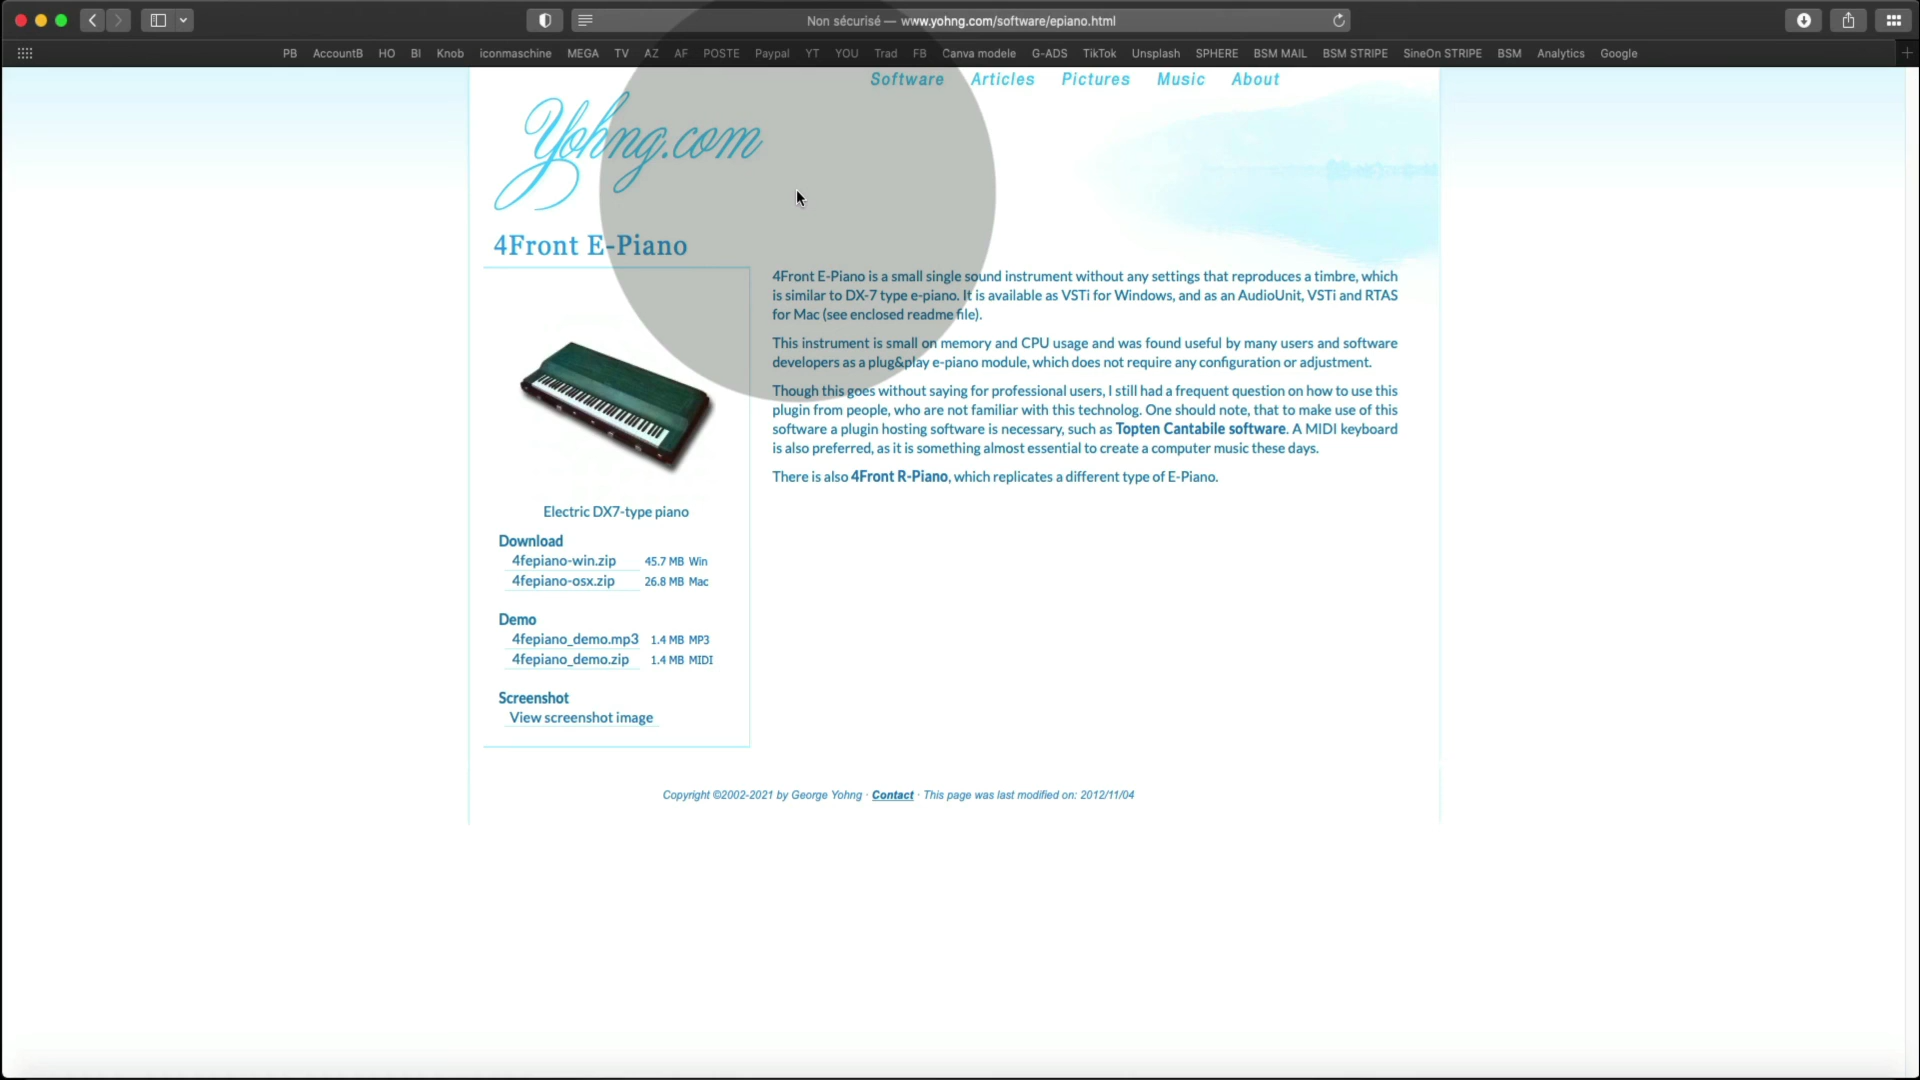 Non sécurisé — www.yohng.com/software/epiano.html
PB AccountB HO BI Knob iconmaschine MEGA TV AZ AF POSTE Paypal YT YOU Trad FB Canva modele G-ADS TikTok Unsplash SPHERE BSM MAIL BSM STRIPE SineOn STRIPE BSM Analytics Google
Software Articles Pictures Music About
Yohng.com
4Front E-Piano
4Front E-Piano is a small single sound instrument without any settings that reproduces a timbre, which
is similar to DX-7 type e-piano. It is available as VSTi for Windows, and as an AudioUnit, VSTi and RTAS
for Mac (see enclosed readme file).
This instrument is small on memory and CPU usage and was found useful by many users and software
developers as a plug&play e-piano module, which does not require any configuration or adjustment.
Though this goes without saying for professional users, I still had a frequent question on how to use this
plugin from people, who are not familiar with this technolog. One should note, that to make use of this
software a plugin hosting software is necessary, such as Topten Cantabile software. A MIDI keyboard
is also preferred, as it is something almost essential to create a computer music these days.
There is also 4Front R-Piano, which replicates a different type of E-Piano.
Electric DX7-type piano
Download
4fepiano-win.zip 45.7 MB Win
4fepiano-osx.zip 26.8 MB Mac
Demo
4fepiano_demo.mp3 1.4 MB MP3
4fepiano_demo.zip 1.4 MB MIDI
Screenshot
View screenshot image
Copyright ©2002-2021 by George Yohng · Contact · This page was last modified on: 2012/11/04